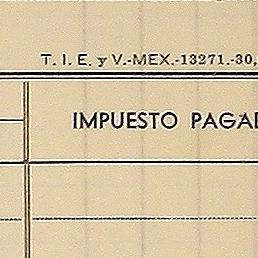 T. I. E. y V.-MEX.-13271.-30,
IMPUESTO PAGAD